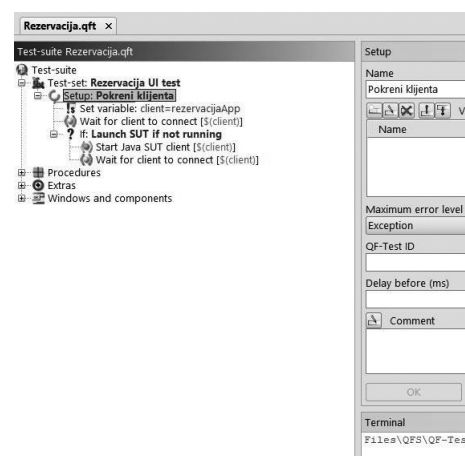 Rezervacija.qft ×
Test-suite Rezervacija.qft
Test-suite
Test-set: Rezervacija UI test
Setup: Pokreni klijenta
Set variable: client=rezervacijaApp
Wait for client to connect [$(client)]
If: Launch SUT if not running
Start Java SUT client [$(client)]
Wait for client to connect [$(client)]
Procedures
Extras
Windows and components
Setup
Name
Pokreni klijenta
Name
Maximum error level
Exception
QF-Test ID
Delay before (ms)
Comment
OK
Terminal
Files\QFS\QF-Tes